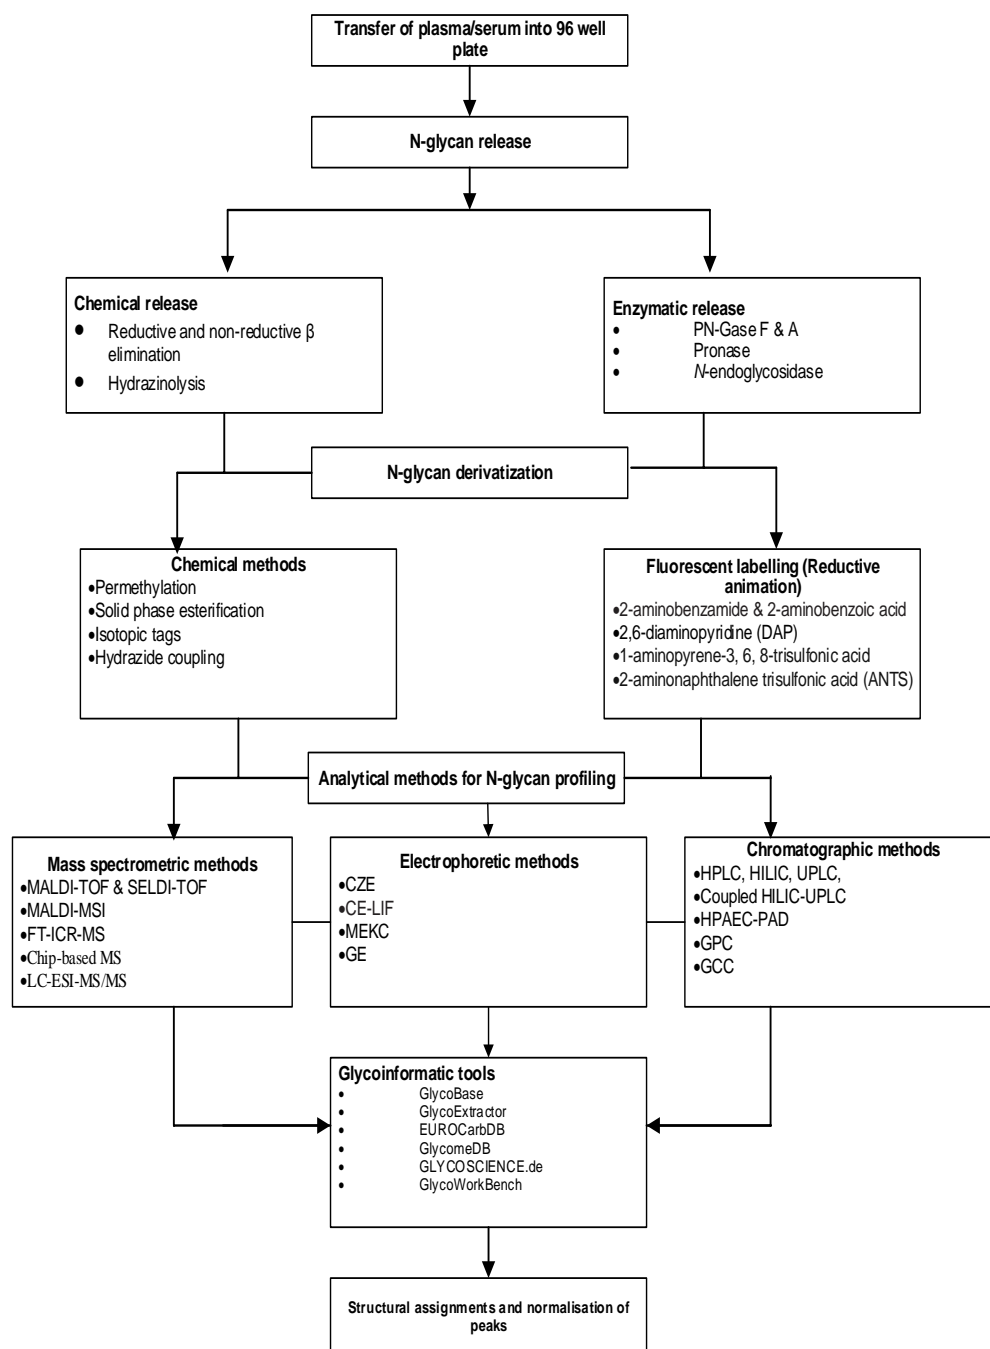 Transfer of plasma/serum into 96 well
plate
N-glycan release
Chemical release
● Reductive and non-reductive β
elimination
● Hydrazinolysis
Enzymatic release
• PN-Gase F & A
• Pronase
• N-endoglycosidase
N-glycan derivatization
Chemical methods
•Permethylation
•Solid phase esterification
•Isotopic tags
•Hydrazide coupling
Fluorescent labelling (Reductive
animation)
•2-aminobenzamide & 2-aminobenzoic acid
•2,6-diaminopyridine (DAP)
•1-aminopyrene-3, 6, 8-trisulfonic acid
•2-aminonaphthalene trisulfonic acid (ANTS)
Analytical methods for N-glycan profiling
Mass spectrometric methods
•MALDI-TOF & SELDI-TOF
•MALDI-MSI
•FT-ICR-MS
•Chip-based MS
•LC-ESI-MS/MS
Electrophoretic methods
•CZE
•CE-LIF
•MEKC
•GE
Chromatographic methods
•HPLC, HILIC, UPLC,
•Coupled HILIC-UPLC
•HPAEC-PAD
•GPC
•GCC
Glycoinformatic tools
• GlycoBase
• GlycoExtractor
• EUROCarbDB
• GlycomeDB
• GLYCOSCIENCE.de
• GlycoWorkBench
Structural assignments and normalisation of
peaks